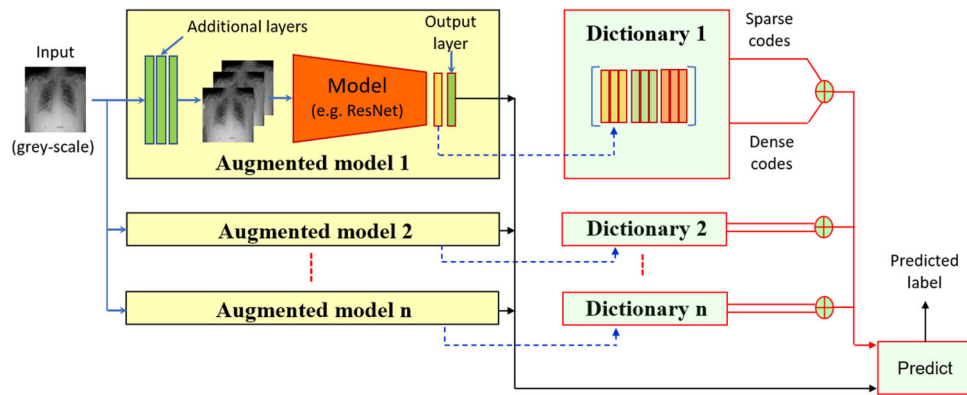 Input
(grey-scale)
Additional layers
Output
layer
Model
(e.g. ResNet)
Augmented model 1
Dictionary 1
Sparse
codes
Dense
codes
Augmented model 2
Dictionary 2
Augmented model n
Dictionary n
Predicted
label
Predict